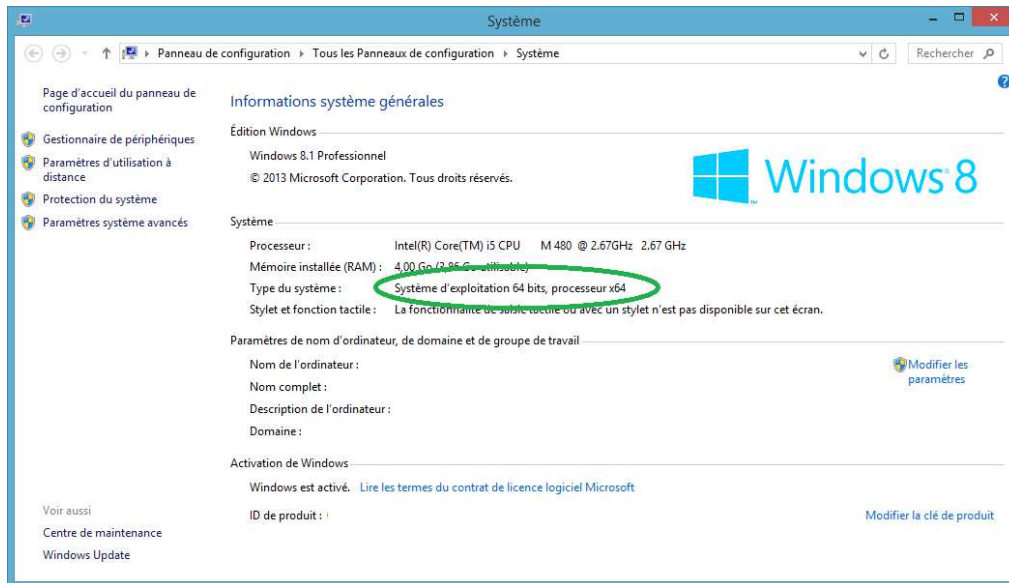 Système
Panneau de configuration ▸ Tous les Panneaux de configuration ▸ Système
Rechercher
Page d'accueil du panneau de
configuration
Gestionnaire de périphériques
Paramètres d'utilisation à
distance
Protection du système
Paramètres système avancés
Informations système générales
Édition Windows
Windows 8.1 Professionnel
© 2013 Microsoft Corporation. Tous droits réservés.
Windows 8
Système
Processeur : Intel(R) Core(TM) i5 CPU M 480 @ 2.67GHz 2.67 GHz
Mémoire installée (RAM) : 4,00 Go (3,86 Go utilisable)
Type du système : Système d'exploitation 64 bits, processeur x64
Stylet et fonction tactile : La fonctionnalité de saisie tactile ou avec un stylet n'est pas disponible sur cet écran.
Paramètres de nom d'ordinateur, de domaine et de groupe de travail
Nom de l'ordinateur :
Modifier les
paramètres
Nom complet :
Description de l'ordinateur :
Domaine :
Activation de Windows
Windows est activé. Lire les termes du contrat de licence logiciel Microsoft
ID de produit :
Modifier la clé de produit
Voir aussi
Centre de maintenance
Windows Update